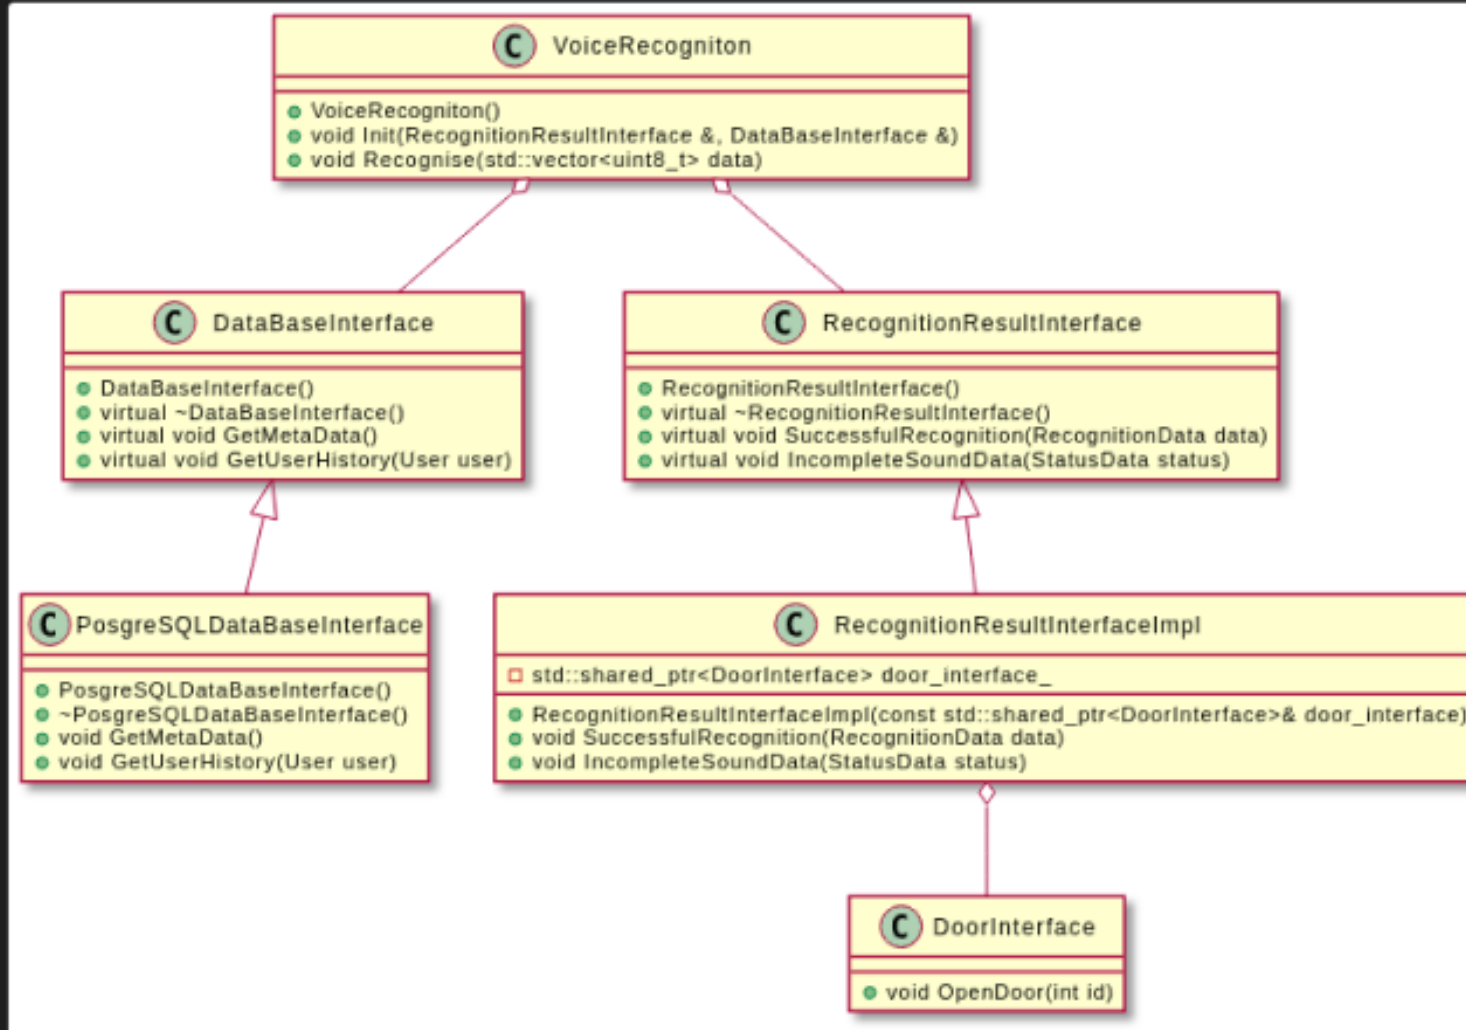 C VoiceRecogniton
VoiceRecogniton()
void Init(RecognitionResultInterface &, DataBaseInterface &)
void Recognise(std::vector<uint8_t> data)
C DataBaseInterface
DataBaseInterface()
virtual ~DataBaseInterface()
virtual void GetMetaData()
virtual void GetUserHistory(User user)
C RecognitionResultInterface
RecognitionResultInterface()
virtual ~RecognitionResultInterface()
virtual void SuccessfulRecognition(RecognitionData data)
virtual void IncompleteSoundData(StatusData status)
C PosgreSQLDataBaseInterface
PosgreSQLDataBaseInterface()
~PosgreSQLDataBaseInterface()
void GetMetaData()
void GetUserHistory(User user)
C RecognitionResultInterfaceImpl
std::shared_ptr<DoorInterface> door_interface_
RecognitionResultInterfaceImpl(const std::shared_ptr<DoorInterface>& door_interface)
void SuccessfulRecognition(RecognitionData data)
void IncompleteSoundData(StatusData status)
C DoorInterface
void OpenDoor(int id)